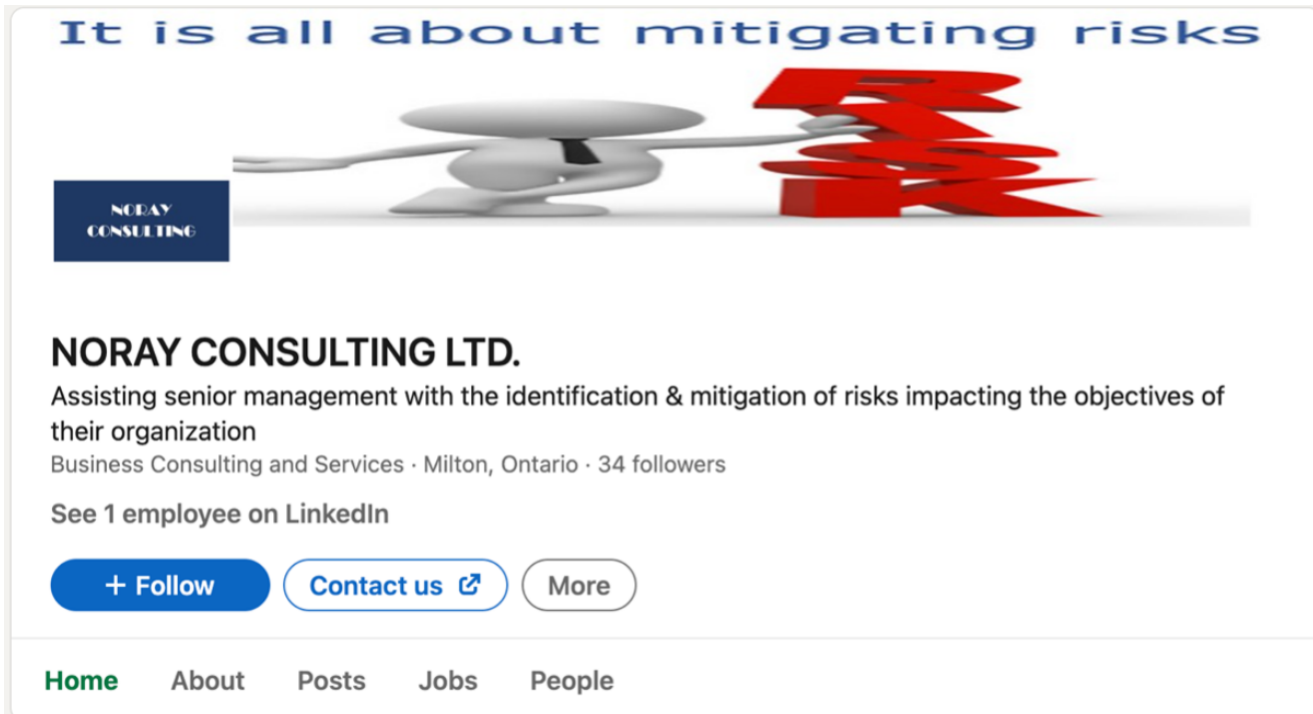 It is all about mitigating risks
RISK
NORAY
CONSULTING
NORAY CONSULTING LTD.
Assisting senior management with the identification & mitigation of risks impacting the objectives of
their organization
Business Consulting and Services · Milton, Ontario · 34 followers
See 1 employee on LinkedIn
+ Follow
Contact us
More
Home About Posts Jobs People